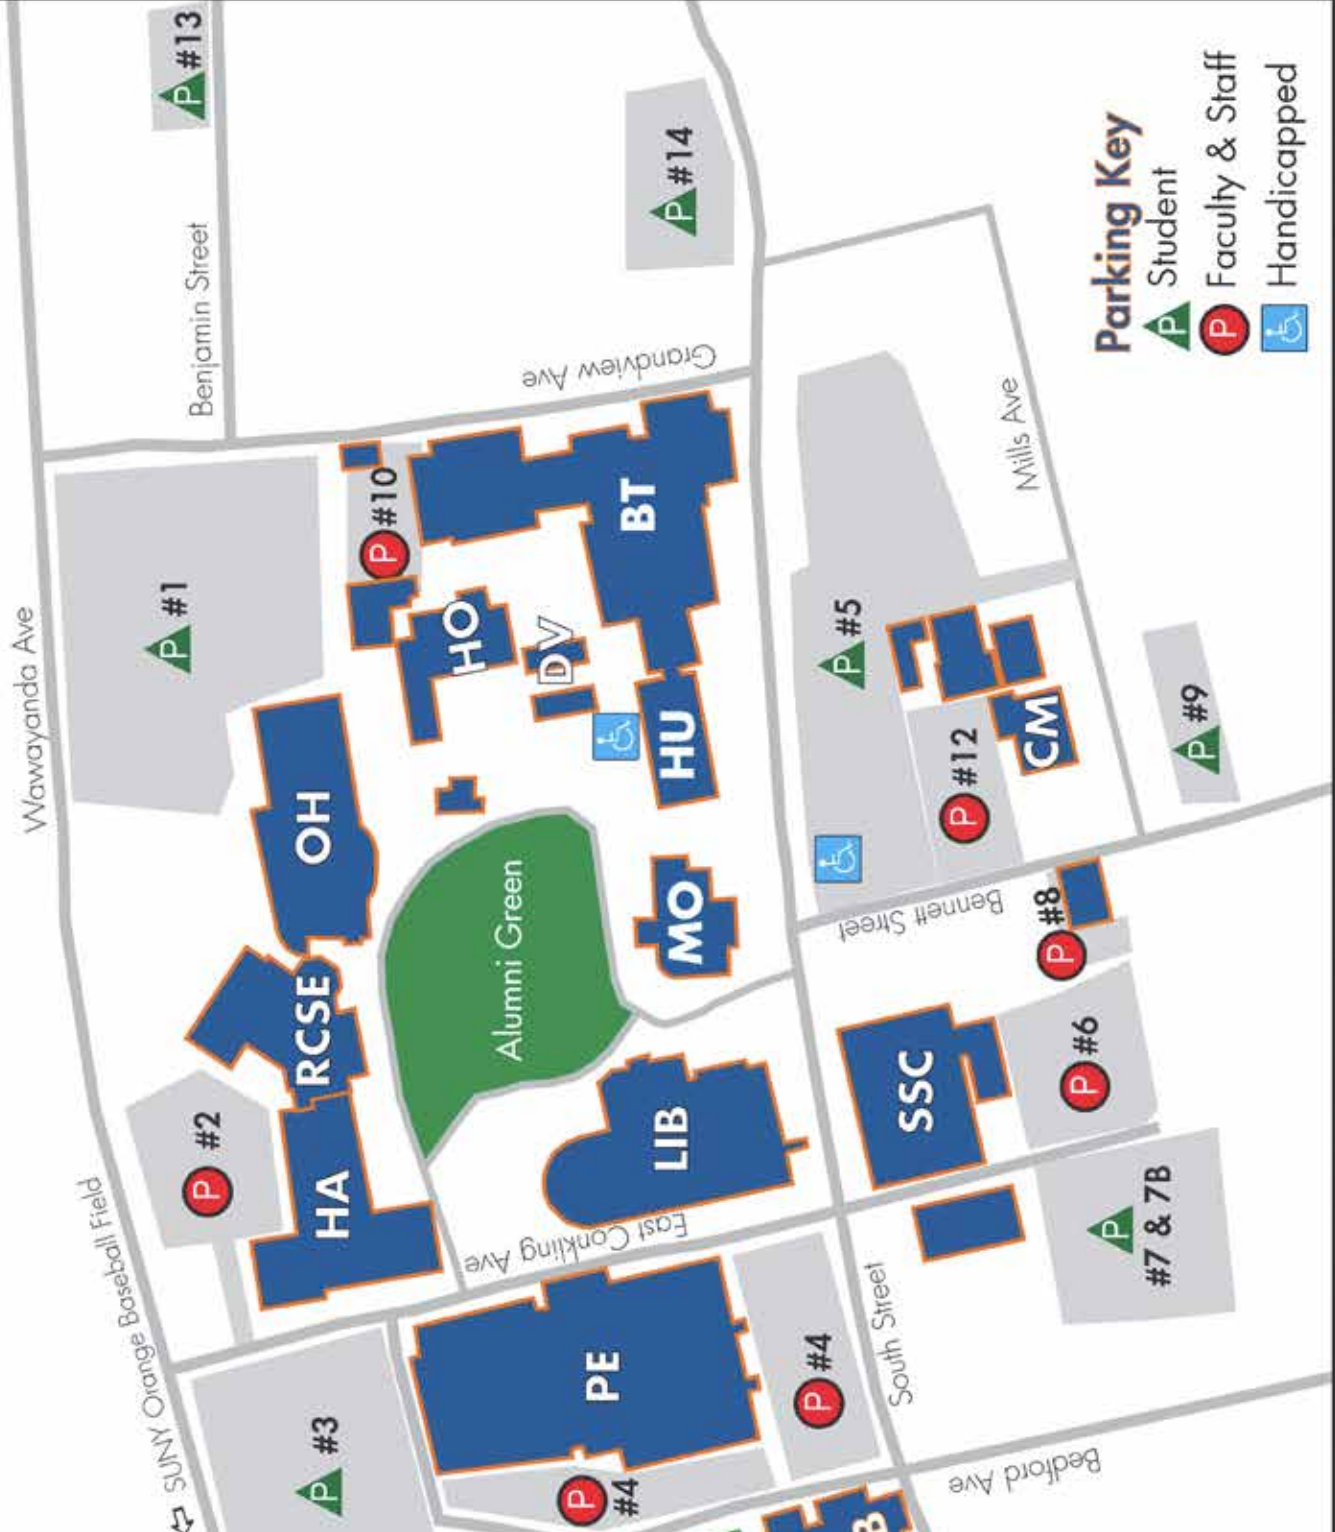 SUNY Orange Baseball Field
Wawayanda Ave
Benjamin Street
P #13
P #3
P #2
P #1
HA
RCSE
OH
P #10
East Conkling Ave
Alumni Green
HO
DV
Grandview Ave
P #4
PE
LIB
MO
HU
BT
P #14
P #4
South Street
SSC
Bennett Street
P #5
P #12
P #7 & 7B
P #6
P #8
CM
Mills Ave
P #9
Bedford Ave
B
Parking Key
P Student
P Faculty & Staff
Handicapped